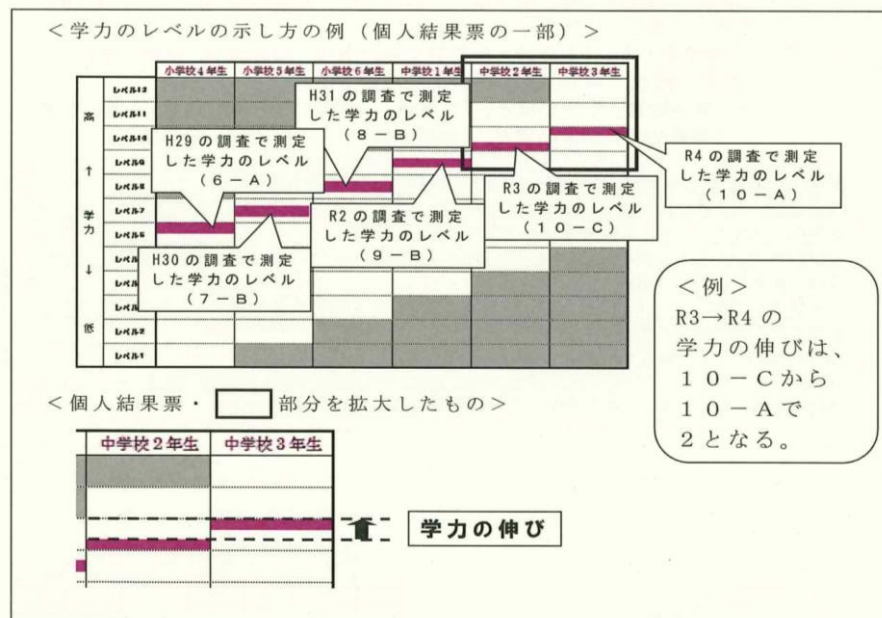 ＜学力のレベルの示し方の例（個人結果票の一部）＞
小学校4年生 小学校5年生 小学校6年生 中学校1年生 中学校2年生 中学校3年生
高
↑
学力
↓
低
レベル12
レベル11
レベル10
レベル9
レベル8
レベル7
レベル6
レベル2
レベル1
H31の調査で測定
した学力のレベル
（8－B）
H29の調査で測定
した学力のレベル
（6－A）
R4の調査で測定
した学力のレベル
（10－A）
R3の調査で測定
した学力のレベル
（10－C）
R2の調査で測定
した学力のレベル
（9－B）
H30の調査で測定
した学力のレベル
（7－B）
＜例＞
R3→R4の
学力の伸びは、
10－Cから
10－Aで
2となる。
＜個人結果票・ 部分を拡大したもの＞
中学校2年生 中学校3年生
学力の伸び